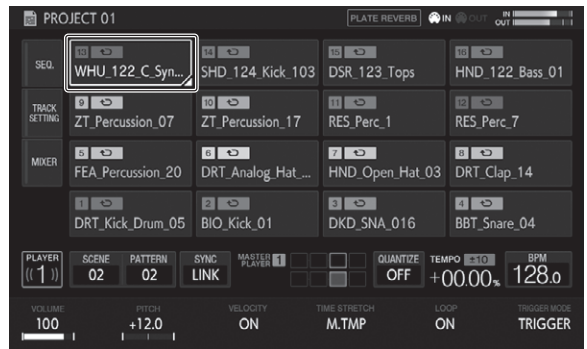 PROJECT 01 PLATE REVERB IN OUT IN OUT
SEQ.
TRACK SETTING
MIXER
13 14 15 16
WHU_122_C_Syn... SHD_124_Kick_103 DSR_123_Tops HND_122_Bass_01
9 10 11 12
ZT_Percussion_07 ZT_Percussion_17 RES_Perc_1 RES_Perc_7
5 6 7 8
FEA_Percussion_20 DRT_Analog_Hat_... HND_Open_Hat_03 DRT_Clap_14
1 2 3 4
DRT_Kick_Drum_05 BIO_Kick_01 DKD_SNA_016 BBT_Snare_04
PLAYER SCENE PATTERN SYNC MASTER PLAYER 1 QUANTIZE TEMPO ±10 BPM
1 02 02 LINK OFF +00.00% 128.0
VOLUME PITCH VELOCITY TIME STRETCH LOOP TRIGGER MODE
100 +12.0 ON M.TMP ON TRIGGER